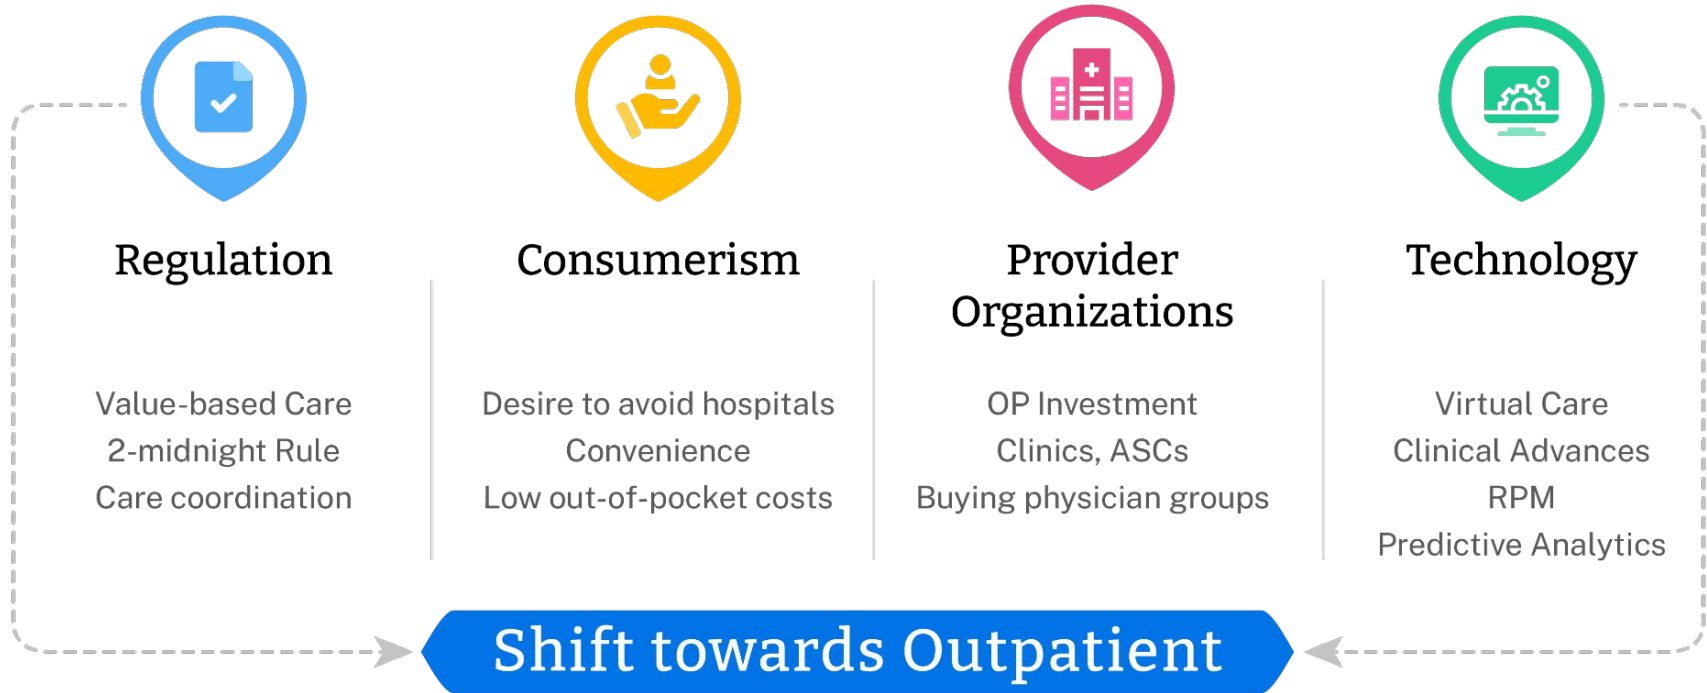 Regulation
Value-based Care
2-midnight Rule
Care coordination
Consumerism
Desire to avoid hospitals
Convenience
Low out-of-pocket costs
Provider
Organizations
OP Investment
Clinics, ASCs
Buying physician groups
Technology
Virtual Care
Clinical Advances
RPM
Predictive Analytics
Shift towards Outpatient